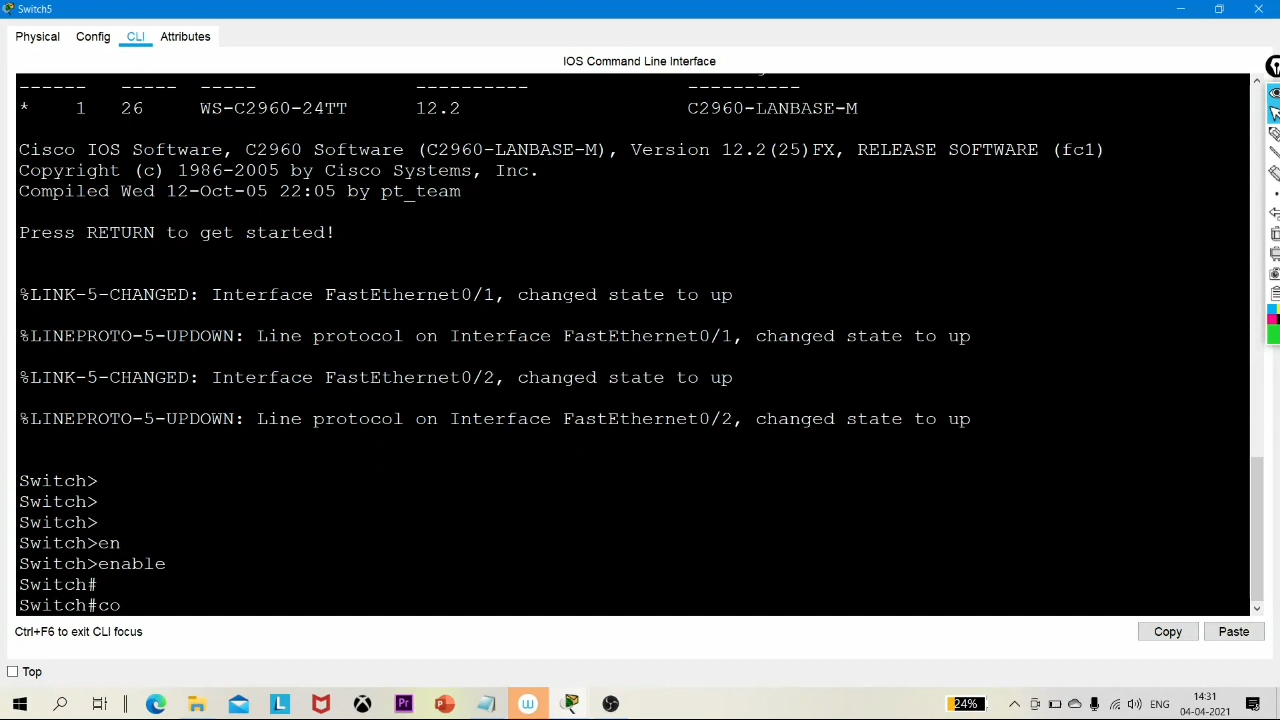 Switch5
Physical Config CLI Attributes
IOS Command Line Interface
------ ----- ----- ---------- ----------
* 1 26 WS-C2960-24TT 12.2 C2960-LANBASE-M
Cisco IOS Software, C2960 Software (C2960-LANBASE-M), Version 12.2(25)FX, RELEASE SOFTWARE (fc1)
Copyright (c) 1986-2005 by Cisco Systems, Inc.
Compiled Wed 12-Oct-05 22:05 by pt_team
Press RETURN to get started!
%LINK-5-CHANGED: Interface FastEthernet0/1, changed state to up
%LINEPROTO-5-UPDOWN: Line protocol on Interface FastEthernet0/1, changed state to up
%LINK-5-CHANGED: Interface FastEthernet0/2, changed state to up
%LINEPROTO-5-UPDOWN: Line protocol on Interface FastEthernet0/2, changed state to up
Switch>
Switch>
Switch>
Switch>en
Switch>enable
Switch#
Switch#co
Ctrl+F6 to exit CLI focus
Copy Paste
Top
24% ENG 14:31
04-04-2021